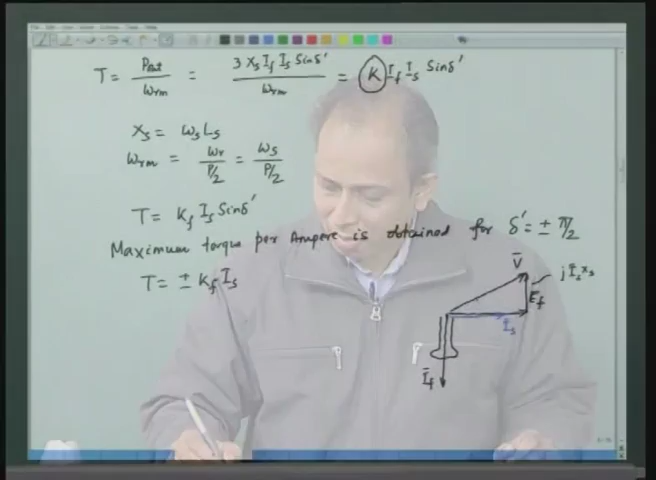 T = Pout/ωrm = 3 Xs If Is Sinδ'/ωrm = K If Is Sinδ'
Xs = ωs Ls
ωrm = ωr/(P/2) = ωs/(P/2)
T = Kf Is Sinδ'
Maximum torque per Ampere is obtained for δ' = ± π/2
T = ± Kf Is
V̄
j Īs xs
Ēf
Īs
Īf